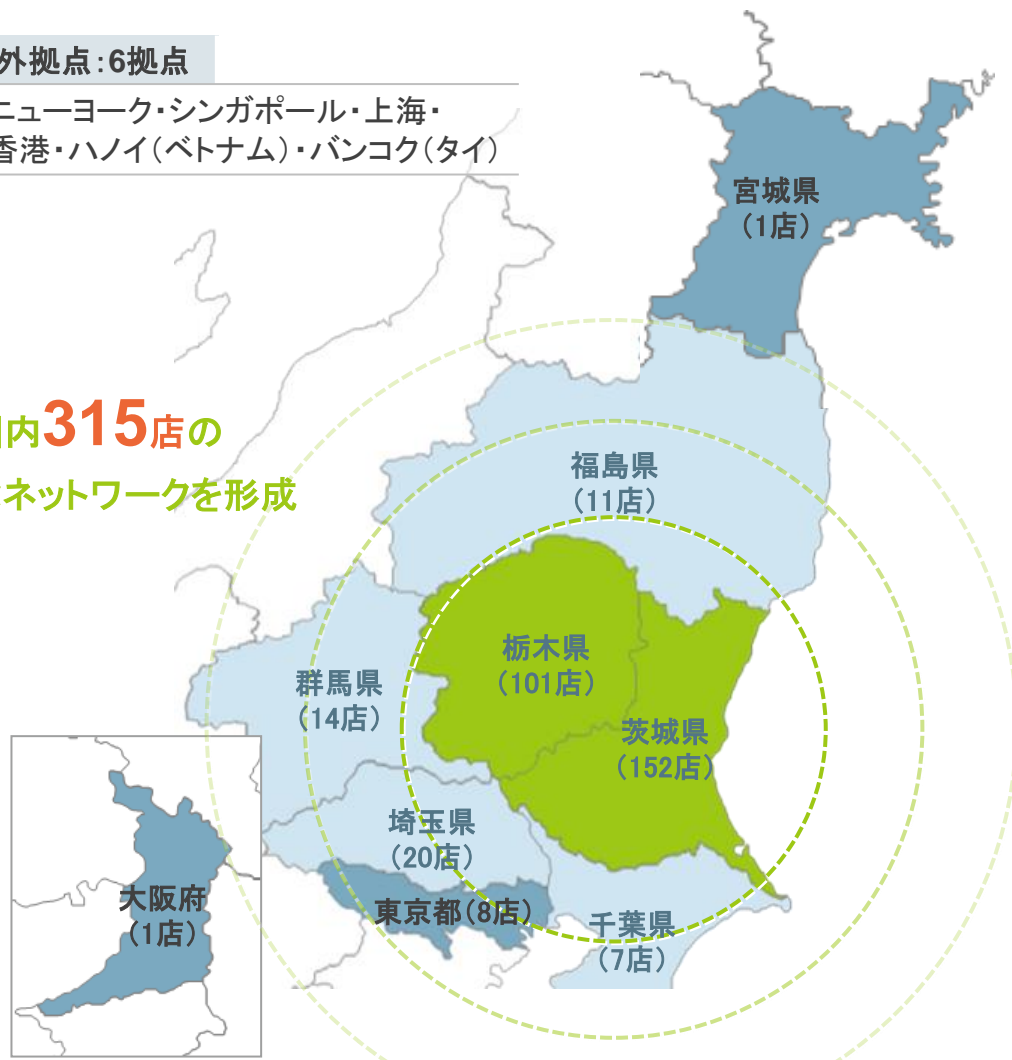 外拠点：6拠点
ニューヨーク・シンガポール・上海・
香港・ハノイ（ベトナム）・バンコク（タイ）
宮城県
（1店）
内315店の
ネットワークを形成
福島県
（11店）
栃木県
（101店）
群馬県
（14店）
茨城県
（152店）
埼玉県
（20店）
大阪府
（1店）
東京都（8店）
千葉県
（7店）